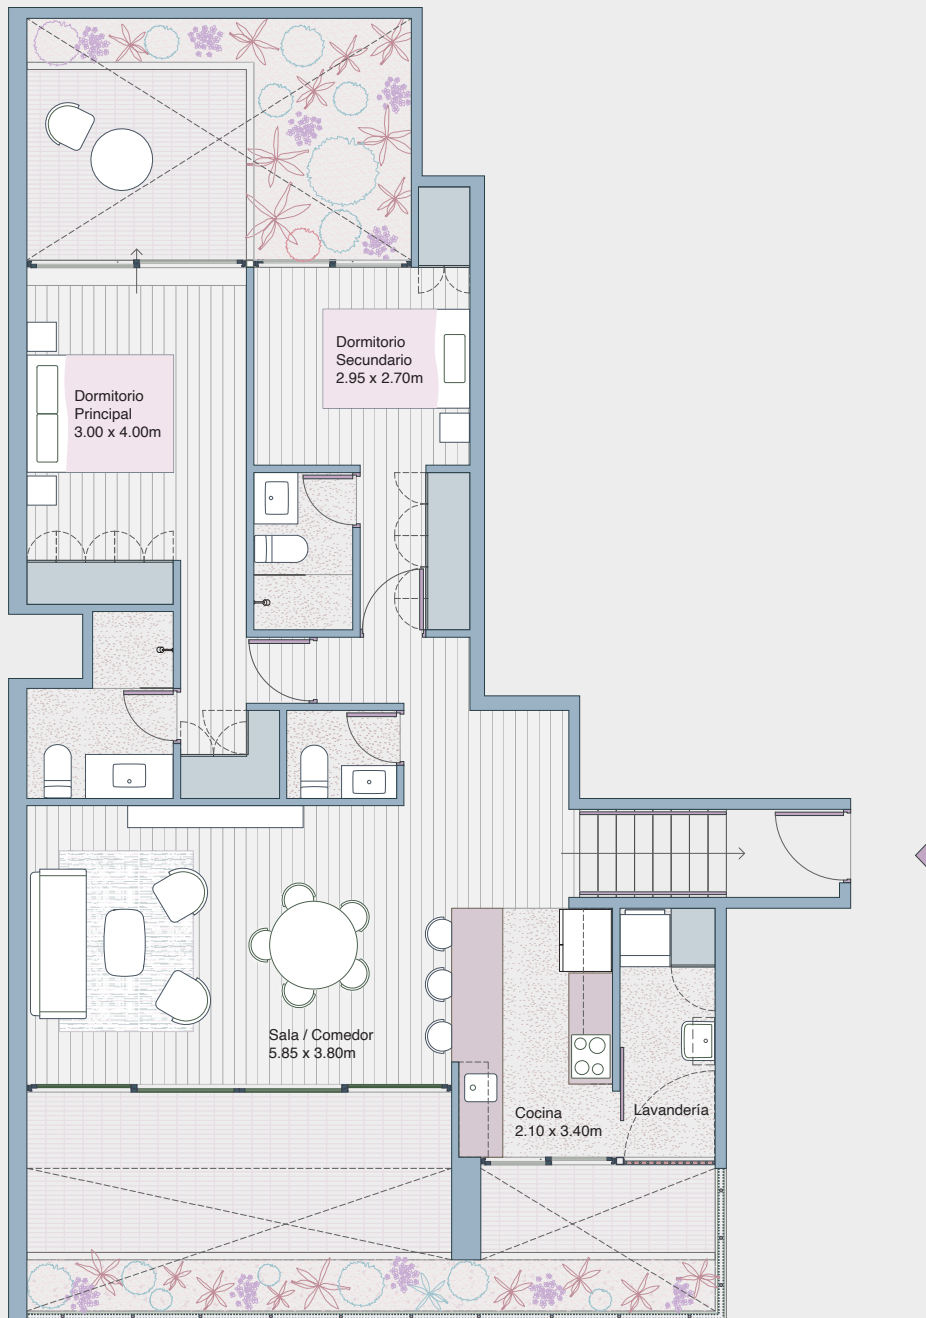 Dormitorio
Secundario
2.95 x 2.70m
Dormitorio
Principal
3.00 x 4.00m
Sala / Comedor
5.85 x 3.80m
Cocina
2.10 x 3.40m
Lavandería